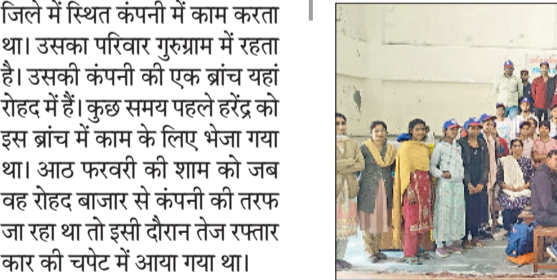 जिले में स्थित कंपनी में काम करता
था। उसका परिवार गुरुग्राम में रहता
है। उसकी कंपनी की एक ब्रांच यहां
रोहद में हैं। कुछ समय पहले हरेंद्र को
इस ब्रांच में काम के लिए भेजा गया
था। आठ फरवरी की शाम को जब
वह रोहद बाजार से कंपनी की तरफ
जा रहा था तो इसी दौरान तेज रफ्तार
कार की चपेट में आया गया था।